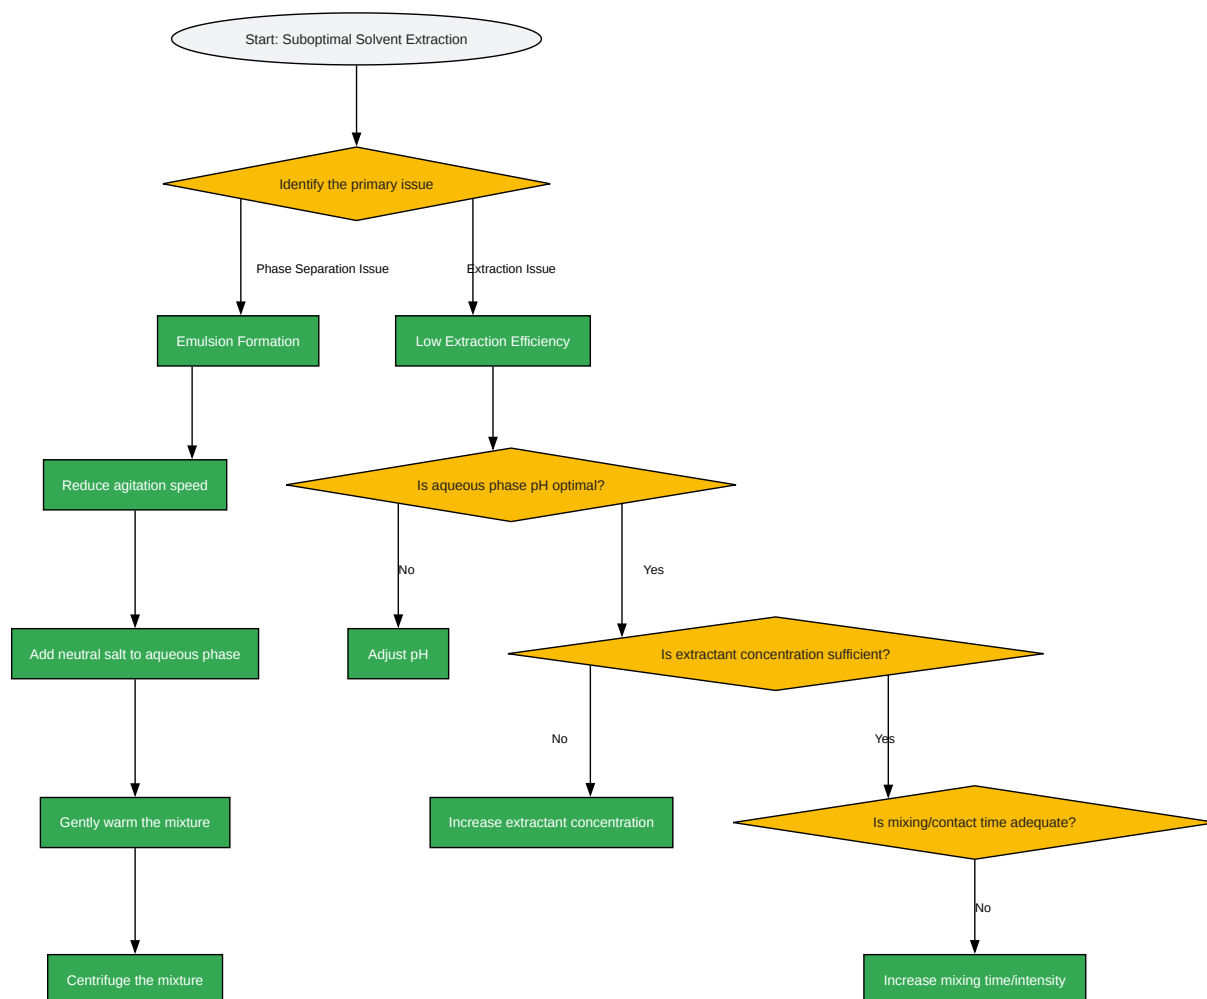 Start: Suboptimal Solvent Extraction
Identify the primary issue
Phase Separation Issue
Extraction Issue
Emulsion Formation
Low Extraction Efficiency
Reduce agitation speed
Is aqueous phase pH optimal?
No
Yes
Add neutral salt to aqueous phase
Adjust pH
Is extractant concentration sufficient?
No
Yes
Gently warm the mixture
Increase extractant concentration
Is mixing/contact time adequate?
No
Centrifuge the mixture
Increase mixing time/intensity